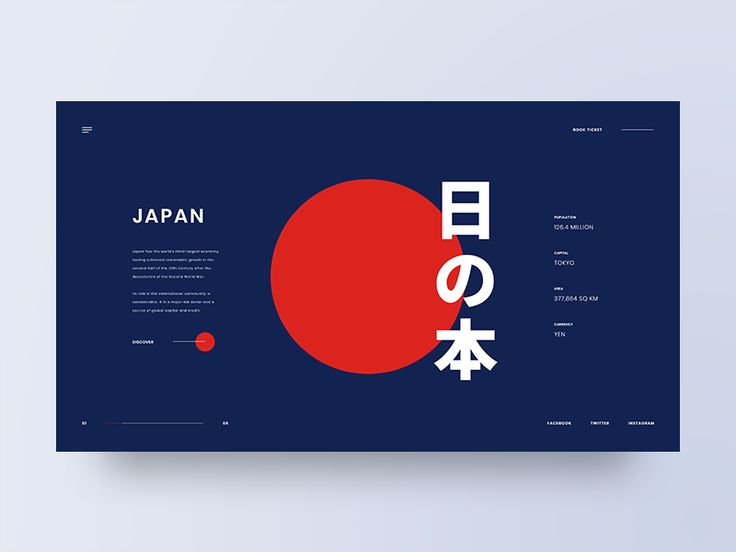 BOOK TICKET
JAPAN
Japan has the world's third-largest economy
having achieved remarkable growth in the
second half of the 20th Century after the
devastation of the Second World War.
Its role in the international community is
considerable. It is a major aid donor and a
source of global capital and credit.
DISCOVER
日の本
POPULATION
126.4 MILLION
CAPITAL
TOKYO
AREA
377,864 SQ KM
CURRENCY
YEN
01
06
FACEBOOK
TWITTER
INSTAGRAM